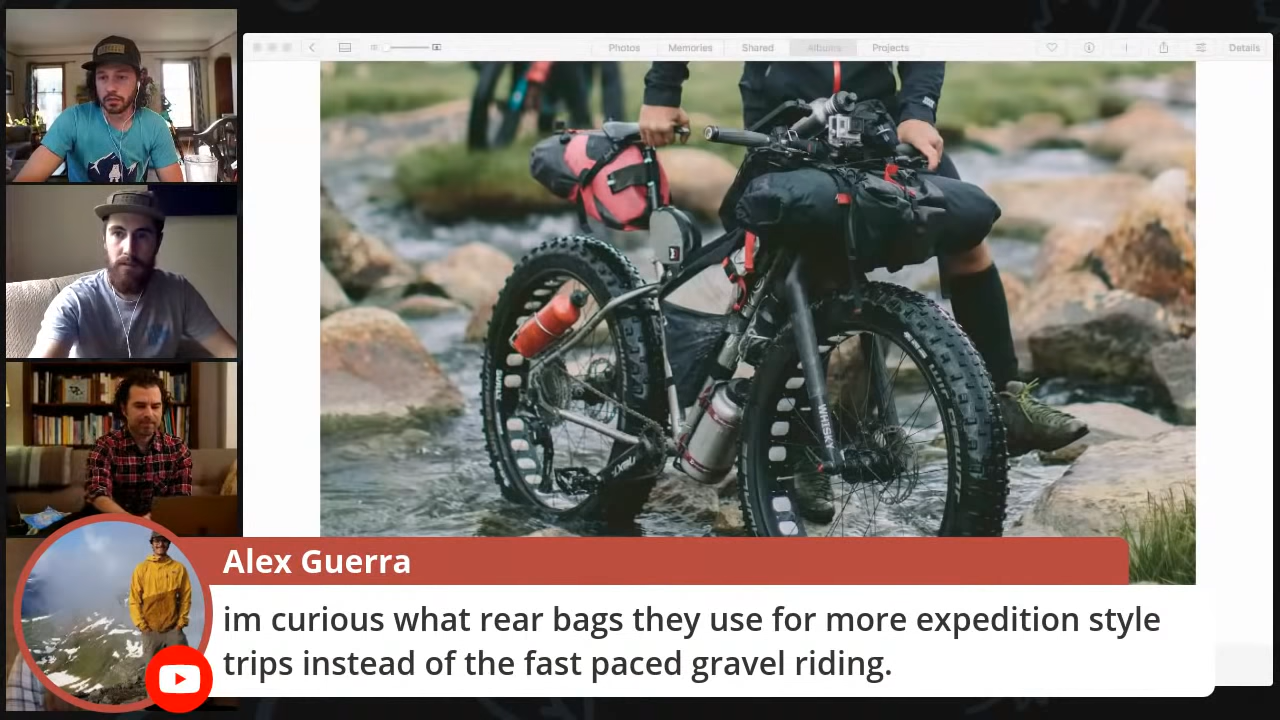 Photos
Memories
Shared
Albums
Projects
Details
WHISKY
Alex Guerra
im curious what rear bags they use for more expedition style
trips instead of the fast paced gravel riding.